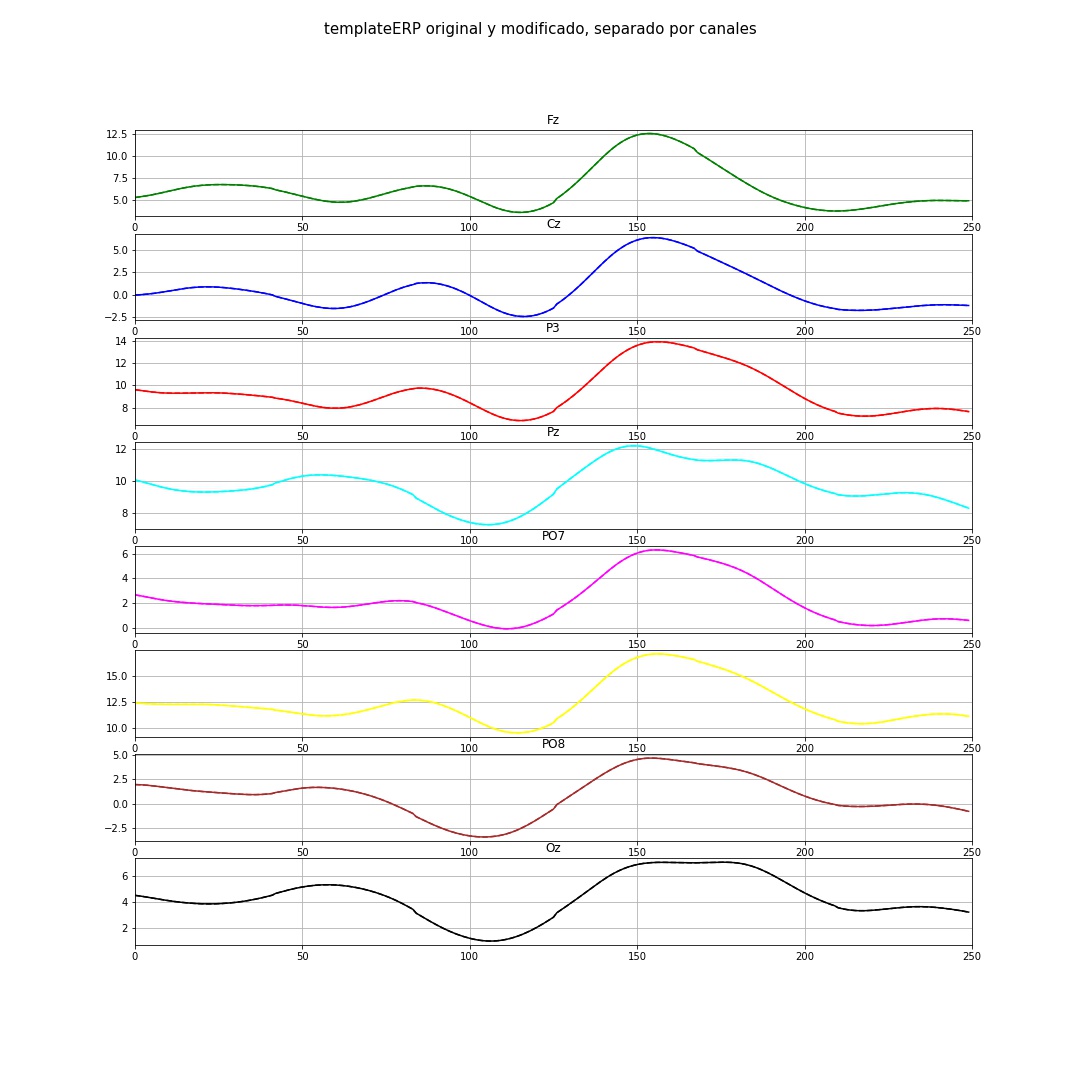 templateERP original y modificado, separado por canales
Fz
12.5
10.0
7.5
5.0
0 50 100 150 200 250
Cz
5.0
2.5
0.0
−2.5
0 50 100 150 200 250
P3
14
12
10
8
0 50 100 150 200 250
Pz
12
10
8
0 50 100 150 200 250
PO7
6
4
2
0
0 50 100 150 200 250
15.0
12.5
10.0
0 50 100 150 200 250
PO8
5.0
2.5
0.0
−2.5
0 50 100 150 200 250
Oz
6
4
2
0 50 100 150 200 250